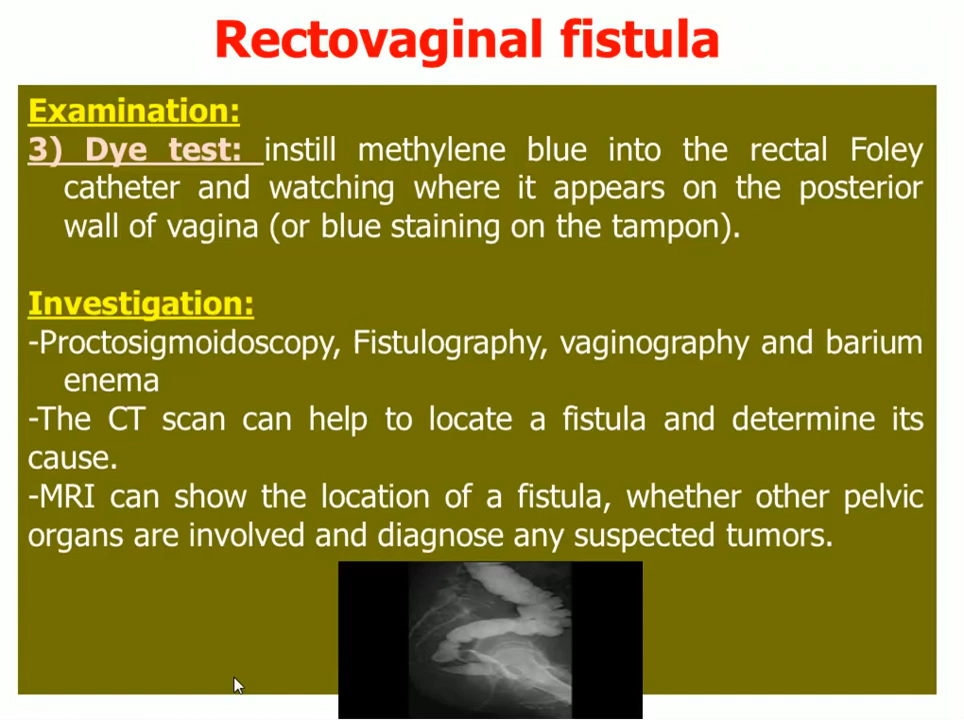 Rectovaginal fistula
Examination:
3) Dye test: instill methylene blue into the rectal Foley
catheter and watching where it appears on the posterior
wall of vagina (or blue staining on the tampon).
Investigation:
-Proctosigmoidoscopy, Fistulography, vaginography and barium
enema
-The CT scan can help to locate a fistula and determine its
cause.
-MRI can show the location of a fistula, whether other pelvic
organs are involved and diagnose any suspected tumors.